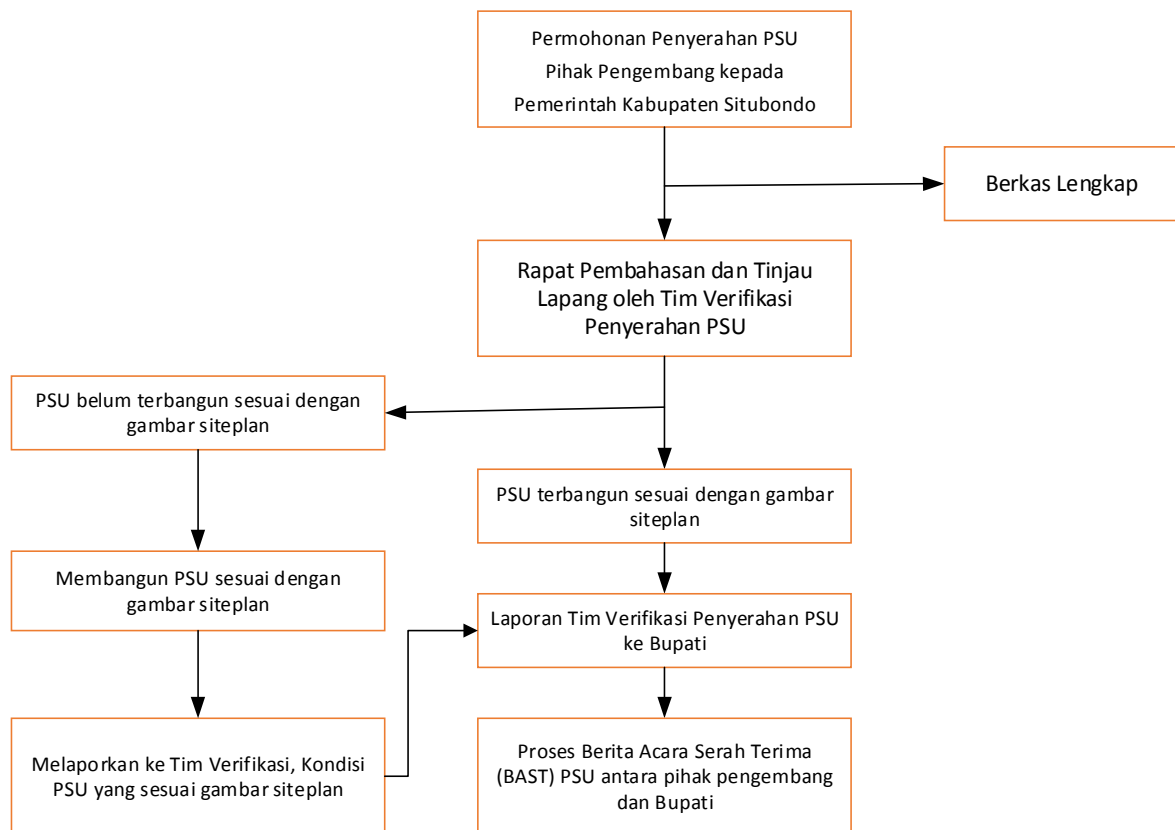 Permohonan Penyerahan PSU
Pihak Pengembang kepada
Pemerintah Kabupaten Situbondo
Berkas Lengkap
Rapat Pembahasan dan Tinjau
Lapang oleh Tim Verifikasi
Penyerahan PSU
PSU belum terbangun sesuai dengan
gambar siteplan
PSU terbangun sesuai dengan gambar
siteplan
Membangun PSU sesuai dengan
gambar siteplan
Laporan Tim Verifikasi Penyerahan PSU
ke Bupati
Melaporkan ke Tim Verifikasi, Kondisi
PSU yang sesuai gambar siteplan
Proses Berita Acara Serah Terima
(BAST) PSU antara pihak pengembang
dan Bupati